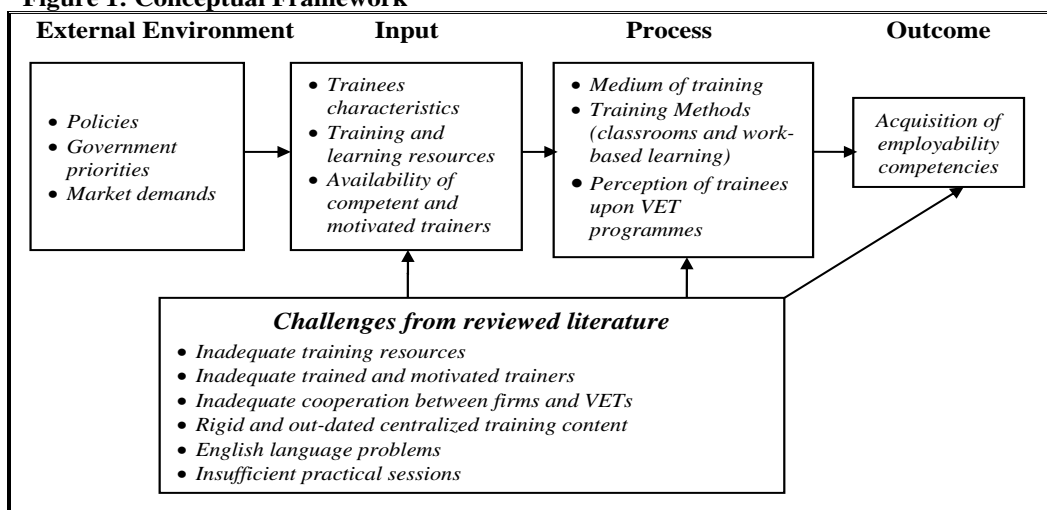 Figure 1: Conceptual Framework
External Environment Input Process Outcome
• Policies
• Government
priorities
• Market demands
• Trainees
characteristics
• Training and
learning resources
• Availability of
competent and
motivated trainers
• Medium of training
• Training Methods
(classrooms and work-
based learning)
• Perception of trainees
upon VET
programmes
Acquisition of
employability
competencies
Challenges from reviewed literature
• Inadequate training resources
• Inadequate trained and motivated trainers
• Inadequate cooperation between firms and VETs
• Rigid and out-dated centralized training content
• English language problems
• Insufficient practical sessions